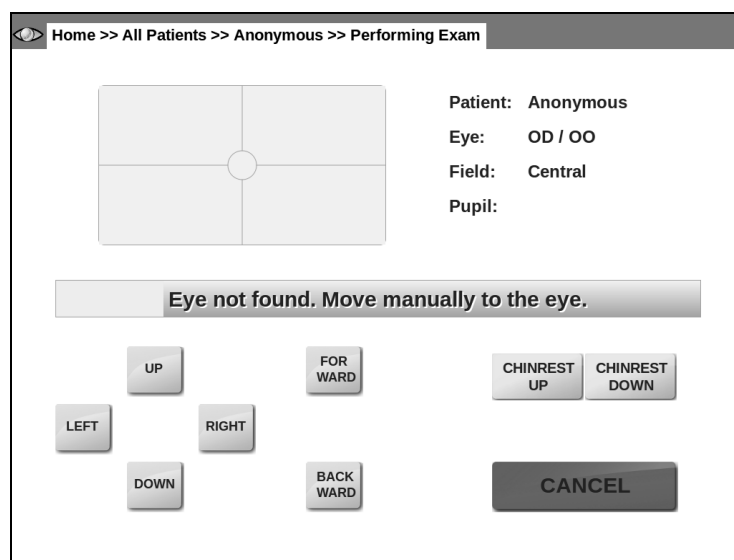 Home >> All Patients >> Anonymous >> Performing Exam
Patient: Anonymous
Eye: OD / OO
Field: Central
Pupil:
Eye not found. Move manually to the eye.
UP
FOR
WARD
CHINREST
UP
CHINREST
DOWN
LEFT
RIGHT
DOWN
BACK
WARD
CANCEL